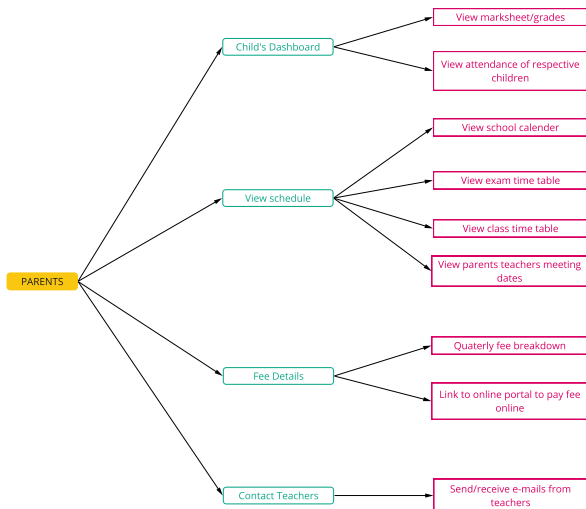 View marksheet/grades
Child's Dashboard
View attendance of respective
children
View school calender
View exam time table
View schedule
View class time table
View parents teachers meeting
dates
PARENTS
Quaterly fee breakdown
Fee Details
Link to online portal to pay fee
online
Contact Teachers
Send/receive e-mails from
teachers